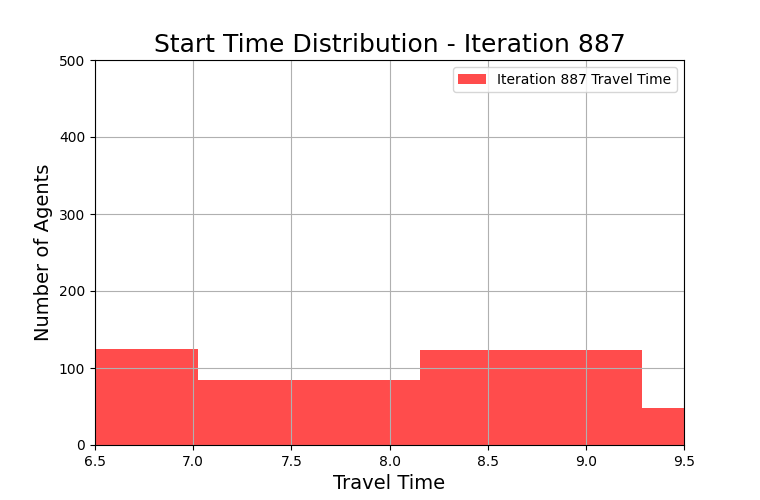 Start Time Distribution - Iteration 887
Iteration 887 Travel Time
Number of Agents
500
400
300
200
100
0
6.5 7.0 7.5 8.0 8.5 9.0 9.5
Travel Time